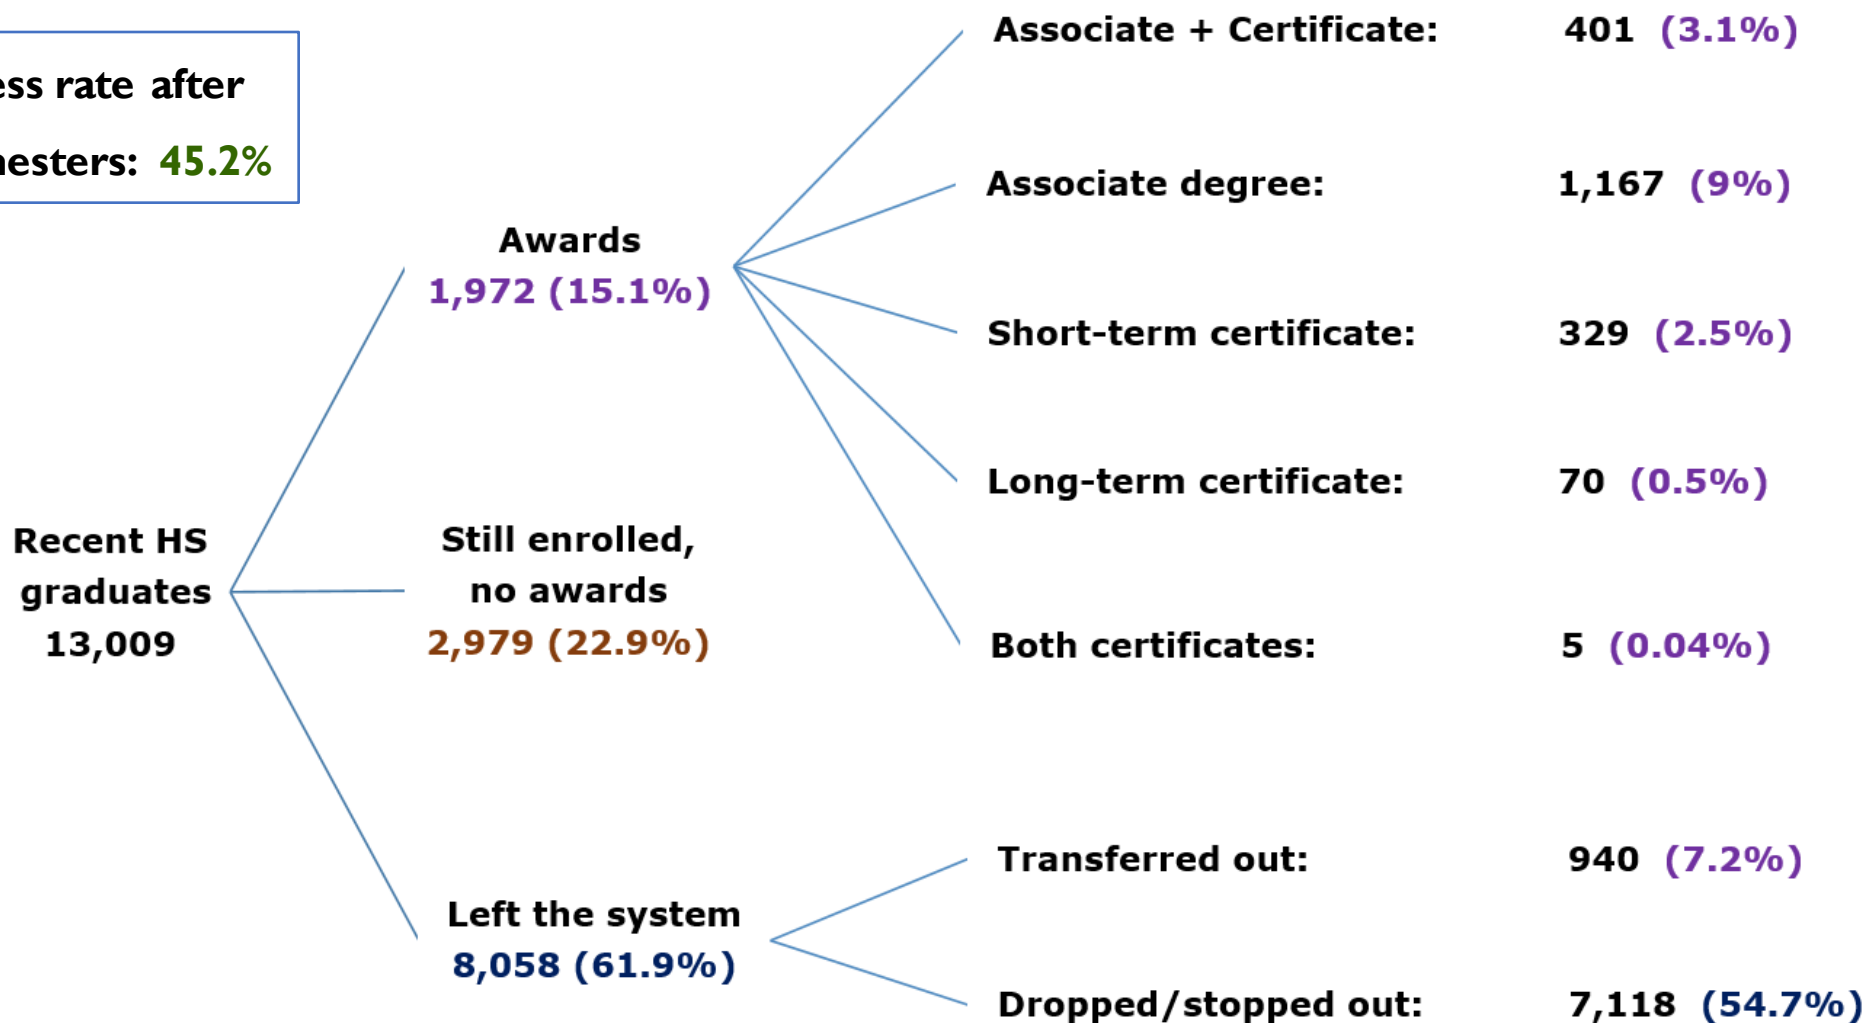 rate after
45.2%
Recent HS
graduates
13,009
Awards
1,972 (15.1%)
Still enrolled,
no awards
2,979 (22.9%)
Left the system
8,058 (61.9%)
Associate + Certificate: 401 (3.1%)
Associate degree: 1,167 (9%)
Short-term certificate: 329 (2.5%)
Long-term certificate: 70 (0.5%)
Both certificates: 5 (0.04%)
Transferred out: 940 (7.2%)
Dropped/stopped out: 7,118 (54.7%)